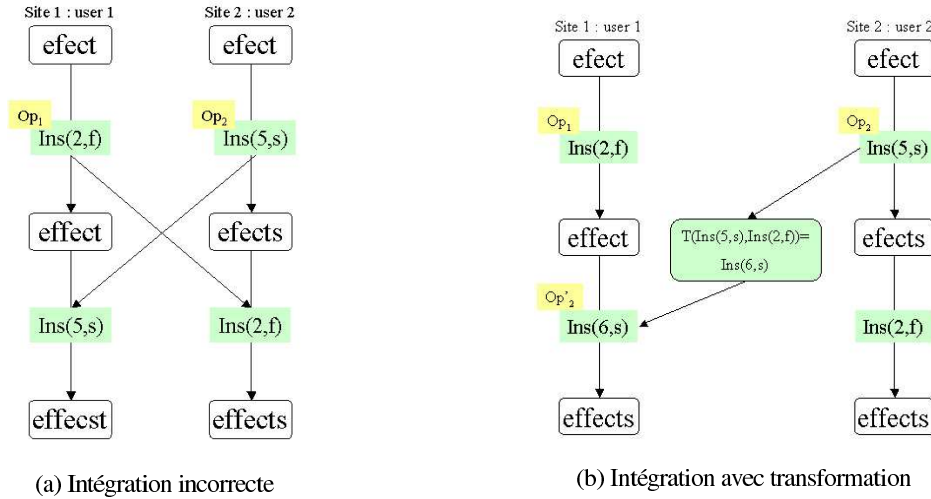 Site 1 : user 1
Site 2 : user 2
efect
efect
Op1
Op2
Ins(2,f)
Ins(5,s)
effect
efects
Ins(5,s)
Ins(2,f)
effecst
effects
(a) Intégration incorrecte
Site 1 : user 1
Site 2 : user 2
efect
efect
Op1
Op2
Ins(2,f)
Ins(5,s)
effect
T(Ins(5,s),Ins(2,f))=
Ins(6,s)
efects
Op'2
Ins(6,s)
Ins(2,f)
effects
effects
(b) Intégration avec transformation